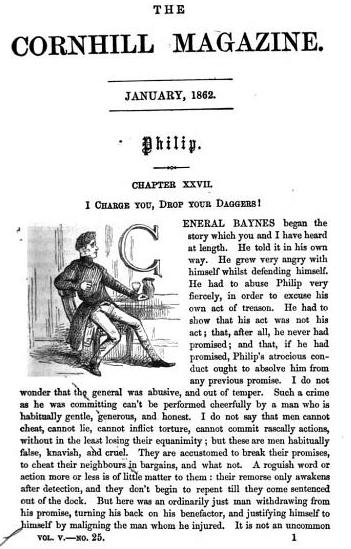 THE
CORNHILL MAGAZINE.
JANUARY, 1862.
Philip.
CHAPTER XXVII.
I CHARGE YOU, DROP YOUR DAGGERS!
GENERAL BAYNES began the
story which you and I have heard
at length. He told it in his own
way. He grew very angry with
himself whilst defending himself.
He had to abuse Philip very
fiercely, in order to excuse his
own act of treason. He had to
show that his act was not his
act; that, after all, he never had
promised; and that, if he had
promised, Philip's atrocious con-
duct ought to absolve him from
any previous promise. I do not
wonder that the general was abusive, and out of temper. Such a crime
as he was committing can't be performed cheerfully by a man who is
habitually gentle, generous, and honest. I do not say that men cannot
cheat, cannot lie, cannot inflict torture, cannot commit rascally actions,
without in the least losing their equanimity; but these are men habitually
false, knavish, and cruel. They are accustomed to break their promises,
to cheat their neighbours in bargains, and what not. A roguish word or
action more or less is of little matter to them: their remorse only awakens
after detection, and they don't begin to repent till they come sentenced
out of the dock. But here was an ordinarily just man withdrawing from
his promise, turning his back on his benefactor, and justifying himself to
himself by maligning the man whom he injured. It is not an uncommon
VOL. V.—NO. 25. 1